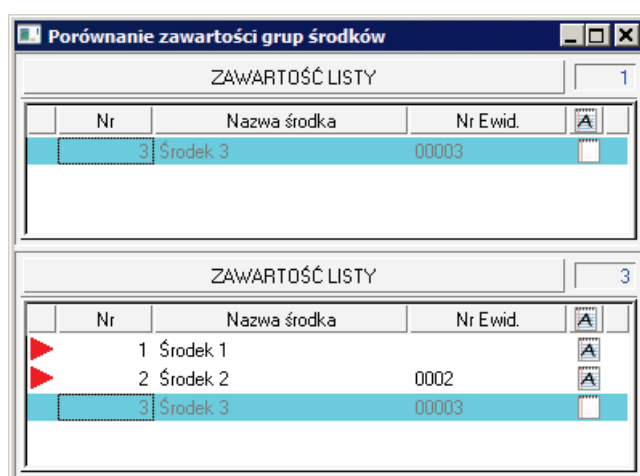 Porównanie zawartości grup środków
ZAWARTOŚĆ LISTY 1
Nr Nazwa środka Nr Ewid. A
3 Środek 3 00003
ZAWARTOŚĆ LISTY 3
Nr Nazwa środka Nr Ewid. A
1 Środek 1 A
2 Środek 2 0002 A
3 Środek 3 00003